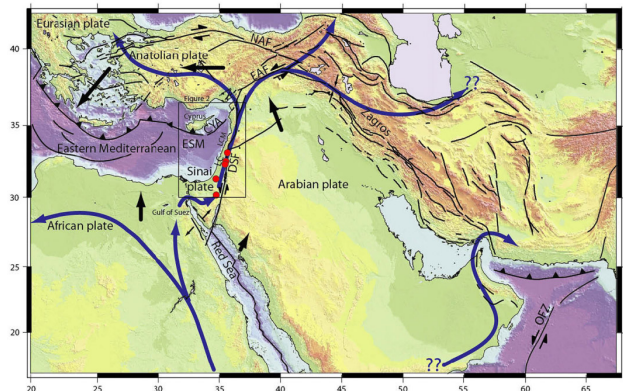 Eurasian plate
40
NAF
Anatolian plate
EAF
??
Figure 2
35
Cyprus
CYA
Zagros
Eastern Mediterranean
ESM
LCM
DSF
30
Sinai
plate
Arabian plate
Gulf of Suez
African plate
Red Sea
25
20
OFZ
??
20 25 30 35 40 45 50 55 60 65